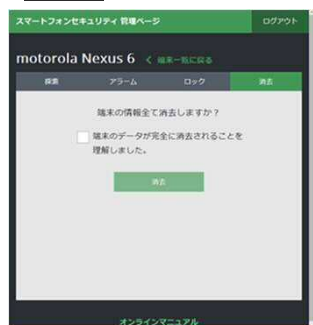 スマートフォンセキュリティ 管理ページ ログアウト
motorola Nexus 6 < 端末一覧に戻る
探索 アラーム ロック 消去
端末の情報全て消去しますか？
端末のデータが完全に消去されることを
理解しました。
消去
オンラインマニュアル